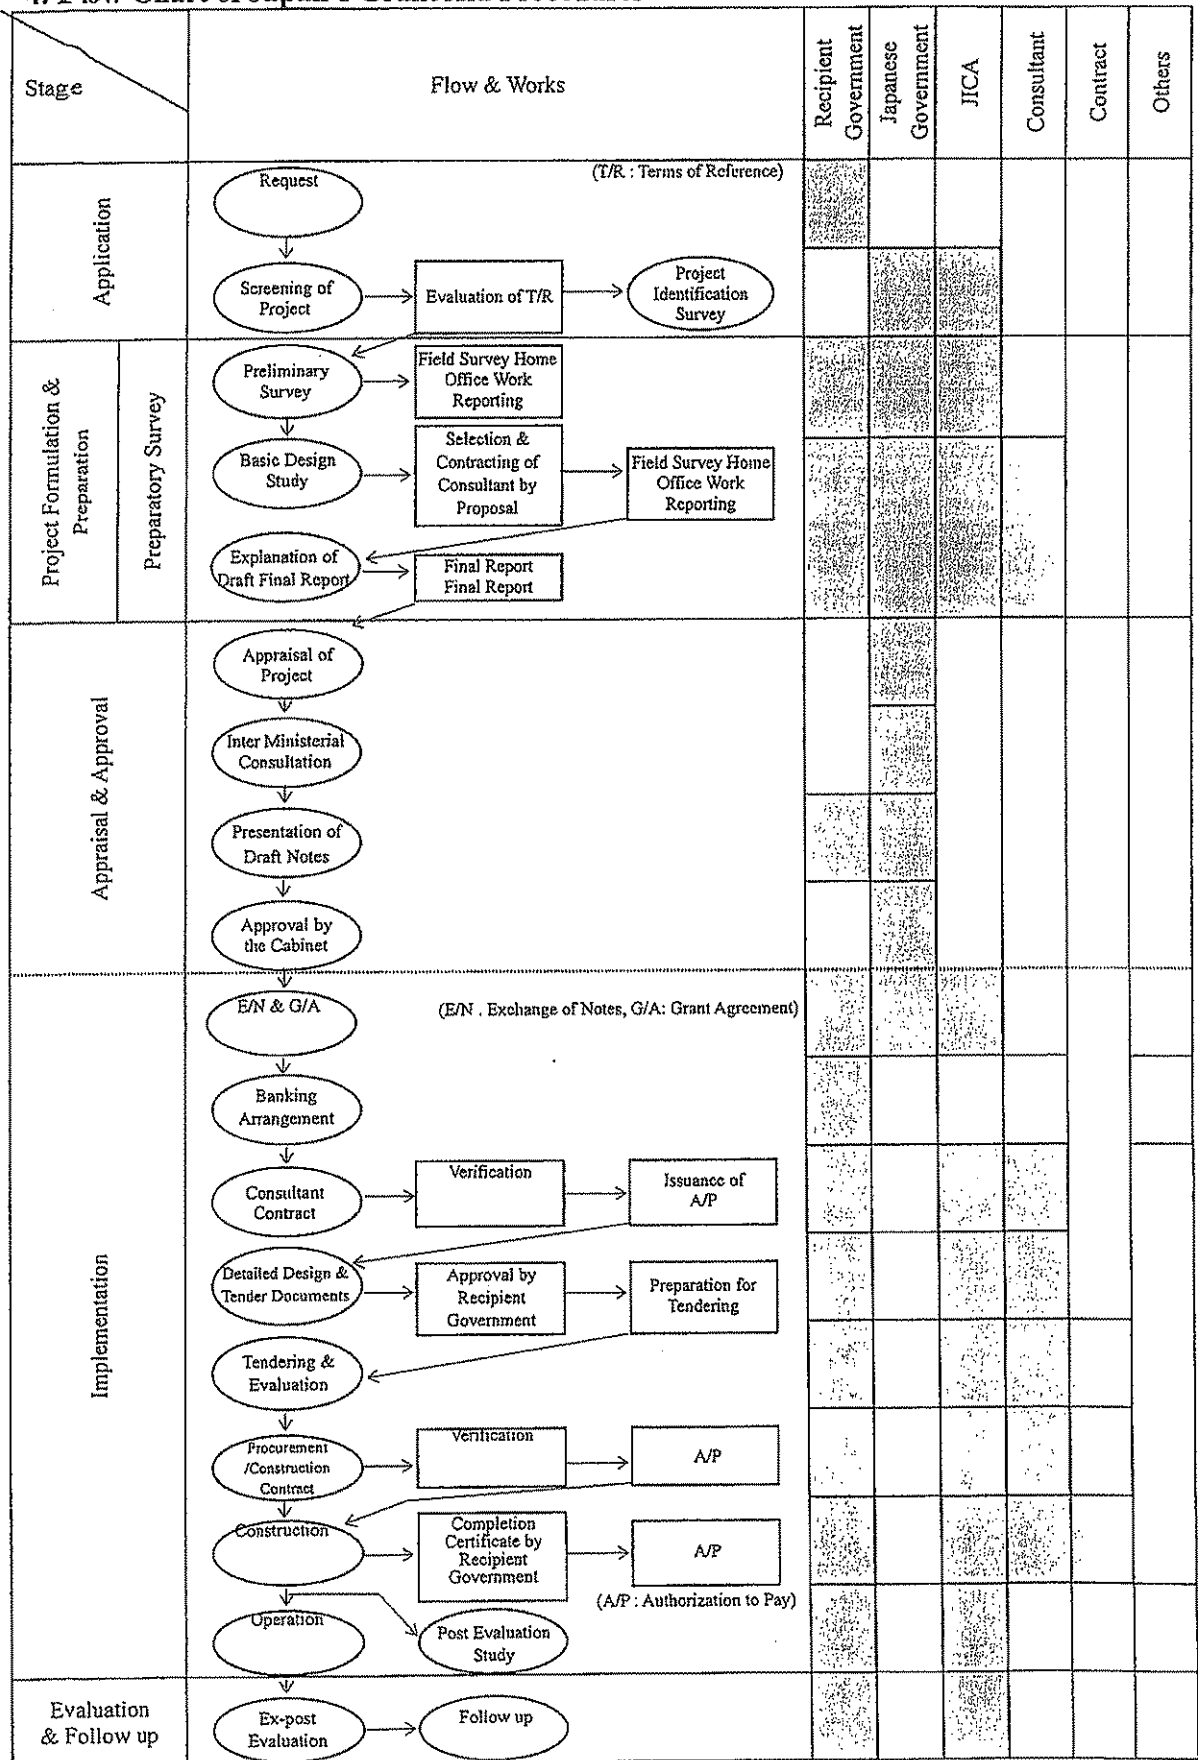 Stage
Flow & Works
Recipient
Government
Japanese
Government
JICA
Consultant
Contract
Others
Application
Request
(T/R : Terms of Reference)
Screening of
Project
Evaluation of T/R
Project
Identification
Survey
Project Formulation &
Preparation
Preparatory Survey
Preliminary
Survey
Field Survey Home
Office Work
Reporting
Basic Design
Study
Selection &
Contracting of
Consultant by
Proposal
Field Survey Home
Office Work
Reporting
Explanation of
Draft Final Report
Final Report
Final Report
Appraisal & Approval
Appraisal of
Project
Inter Ministerial
Consultation
Presentation of
Draft Notes
Approval by
the Cabinet
Implementation
E/N & G/A
(E/N . Exchange of Notes, G/A: Grant Agreement)
Banking
Arrangement
Consultant
Contract
Verification
Issuance of
A/P
Detailed Design &
Tender Documents
Approval by
Recipient
Government
Preparation for
Tendering
Tendering &
Evaluation
Procurement
/Construction
Contract
Verification
A/P
Construction
Completion
Certificate by
Recipient
Government
A/P
(A/P : Authorization to Pay)
Operation
Post Evaluation
Study
Evaluation
& Follow up
Ex-post
Evaluation
Follow up